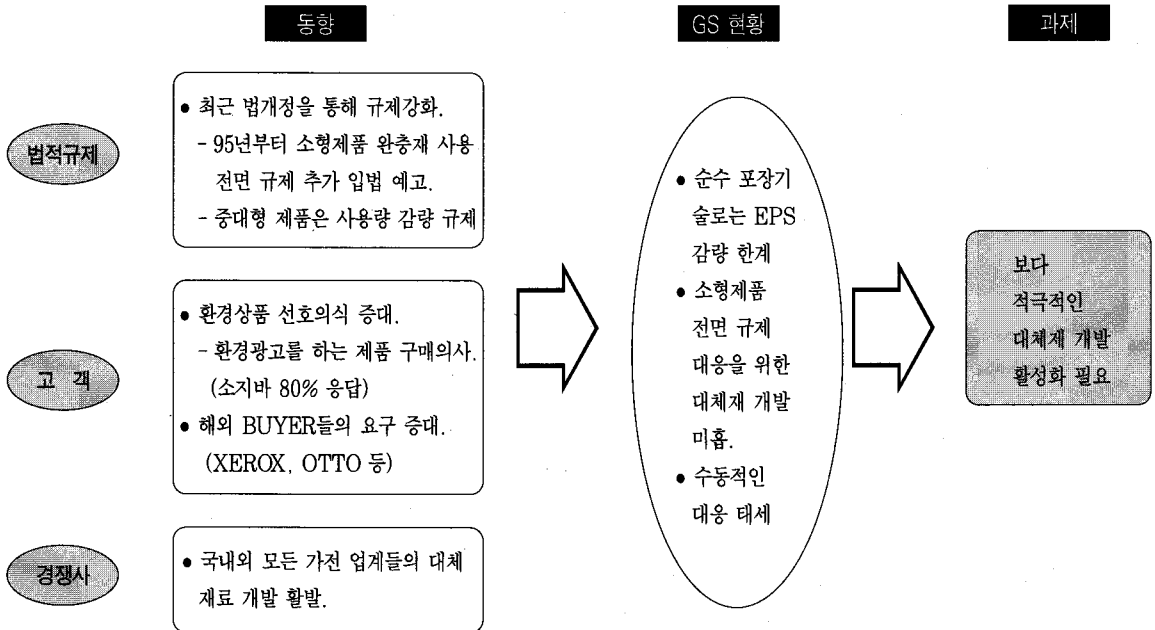 동향
GS 현황
과제
법적규제
● 최근 법개정을 통해 규제강화.
- 95년부터 소형제품 완충재 사용
전면 규제 추가 입법 예고.
- 중대형 제품은 사용량 감량 규제
고 객
● 환경상품 선호의식 증대.
- 환경광고를 하는 제품 구매의사.
(소지바 80% 응답)
● 해외 BUYER들의 요구 증대.
(XEROX, OTTO 등)
경쟁사
● 국내외 모든 가전 업계들의 대체
재료 개발 활발.
● 순수 포장기
술로는 EPS
감량 한계
● 소형제품
전면 규제
대응을 위한
대체재 개발
미흡.
● 수동적인
대응 태세
보다
적극적인
대체재 개발
활성화 필요